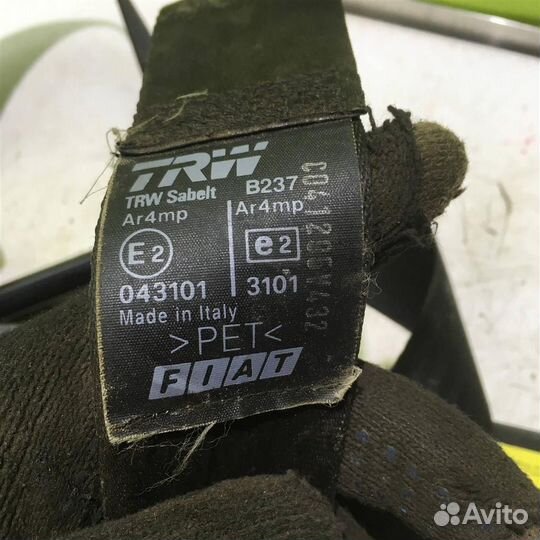 TRW
TRW Sabelt B237
Ar4mp Ar4mp
E2 e2
043101 3101
Made in Italy
>PET<
FIAT
Avito